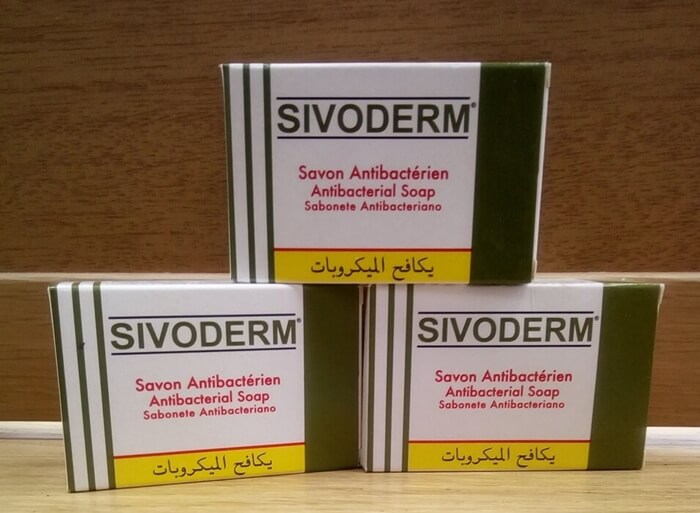 SIVODERM®
Savon Antibactérien
Antibacterial Soap
Sabonete Antibacteriano
يكافح الميكروبات
SIVODERM®
Savon Antibactérien
Antibacterial Soap
Sabonete Antibacteriano
يكافح الميكروبات
SIVODERM®
Savon Antibactérien
Antibacterial Soap
Sabonete Antibacteriano
يكافح الميكروبات